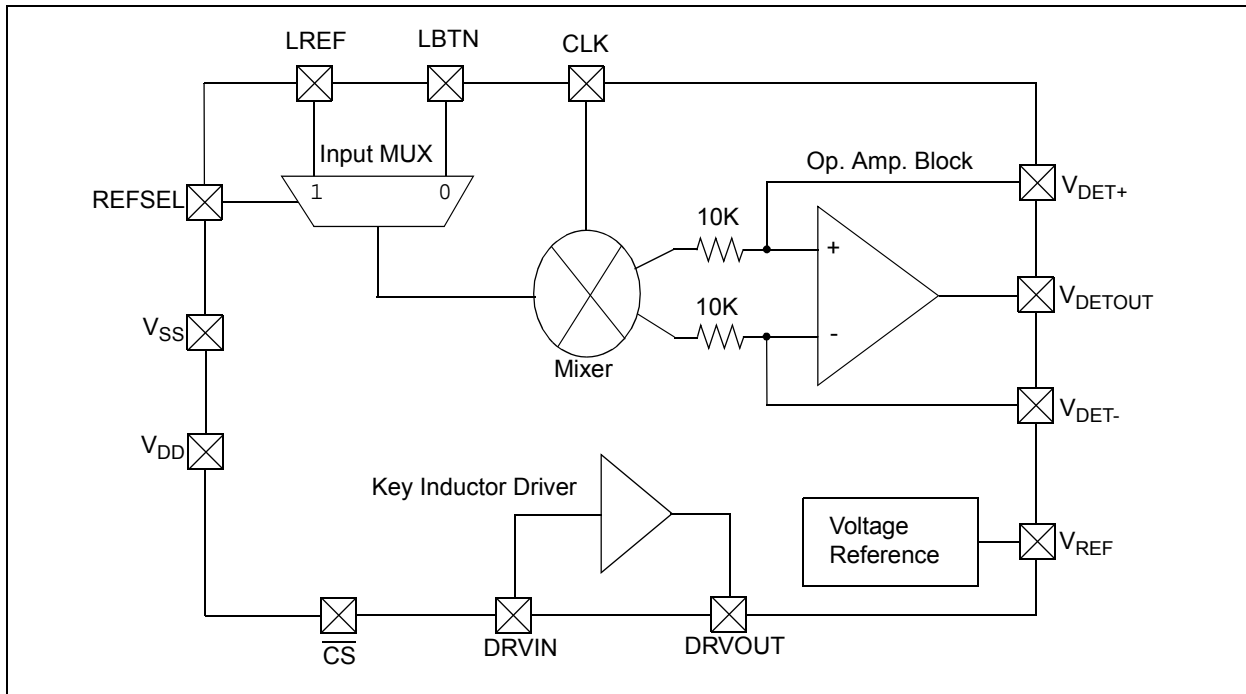 LREF
LBTN
CLK
Input MUX
Op. Amp. Block
1
0
REFSEL
VDET+
10K
+
VDETOUT
10K
-
VSS
Mixer
VDET-
VDD
Key Inductor Driver
Voltage
Reference
VREF
CS
DRVIN
DRVOUT